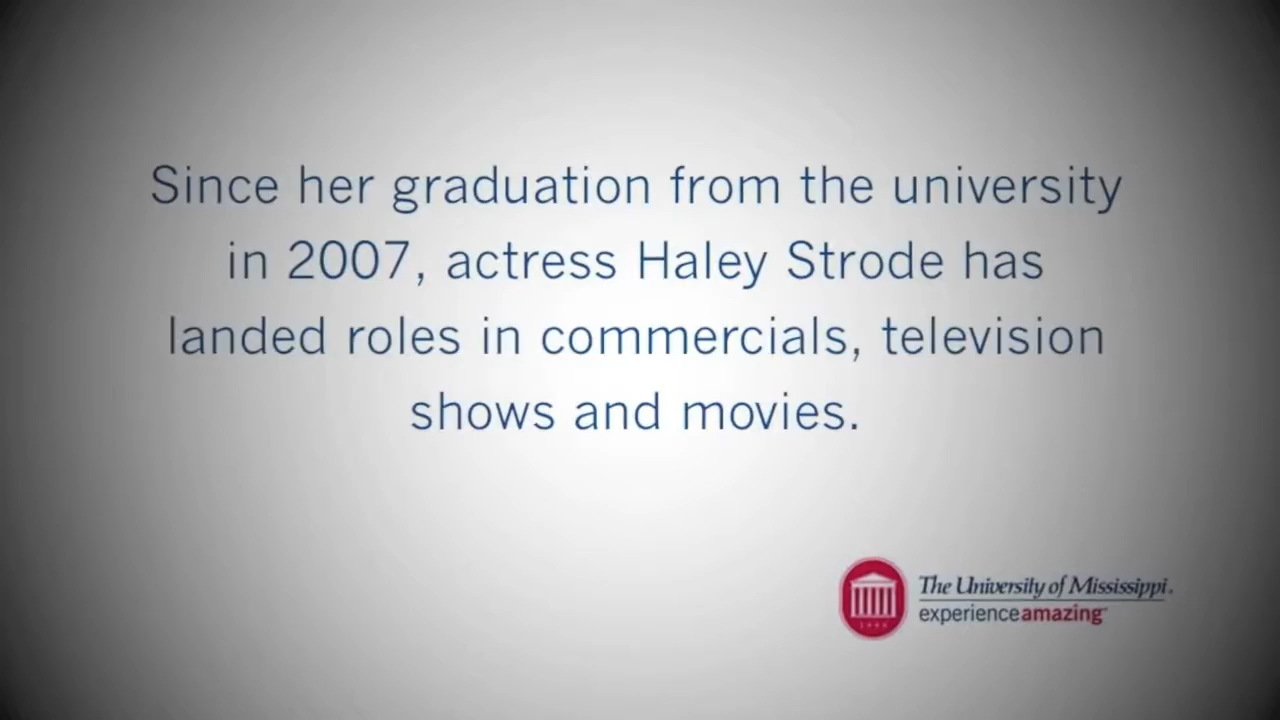 Since her graduation from the university
in 2007, actress Haley Strode has
landed roles in commercials, television
shows and movies.
The University of Mississippi.
experienceamazing